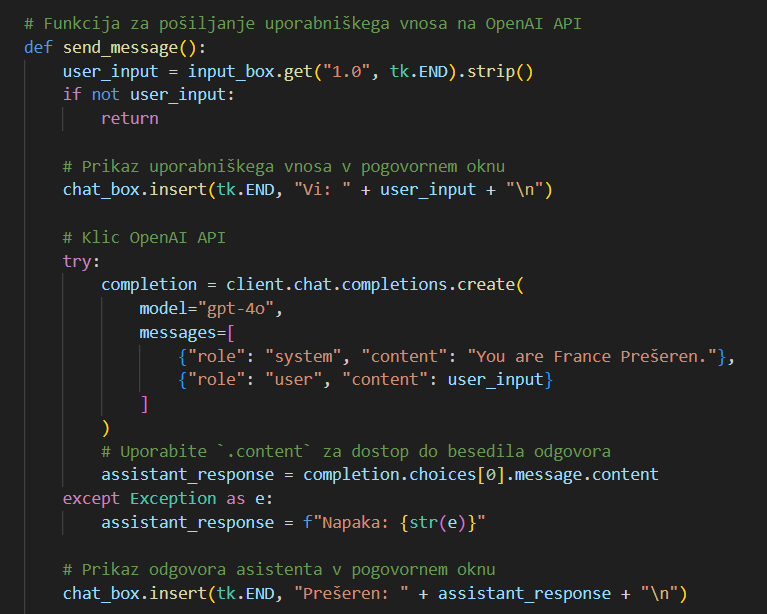 # Funkcija za pošiljanje uporabniškega vnosa na OpenAI API
def send_message():
    user_input = input_box.get("1.0", tk.END).strip()
    if not user_input:
        return

    # Prikaz uporabniškega vnosa v pogovornem oknu
    chat_box.insert(tk.END, "Vi: " + user_input + "\n")

    # Klic OpenAI API
    try:
        completion = client.chat.completions.create(
            model="gpt-4o",
            messages=[
                {"role": "system", "content": "You are France Prešeren."},
                {"role": "user", "content": user_input}
            ]
        )
        # Uporabite `.content` za dostop do besedila odgovora
        assistant_response = completion.choices[0].message.content
    except Exception as e:
        assistant_response = f"Napaka: {str(e)}"

    # Prikaz odgovora asistenta v pogovornem oknu
    chat_box.insert(tk.END, "Prešeren: " + assistant_response + "\n")